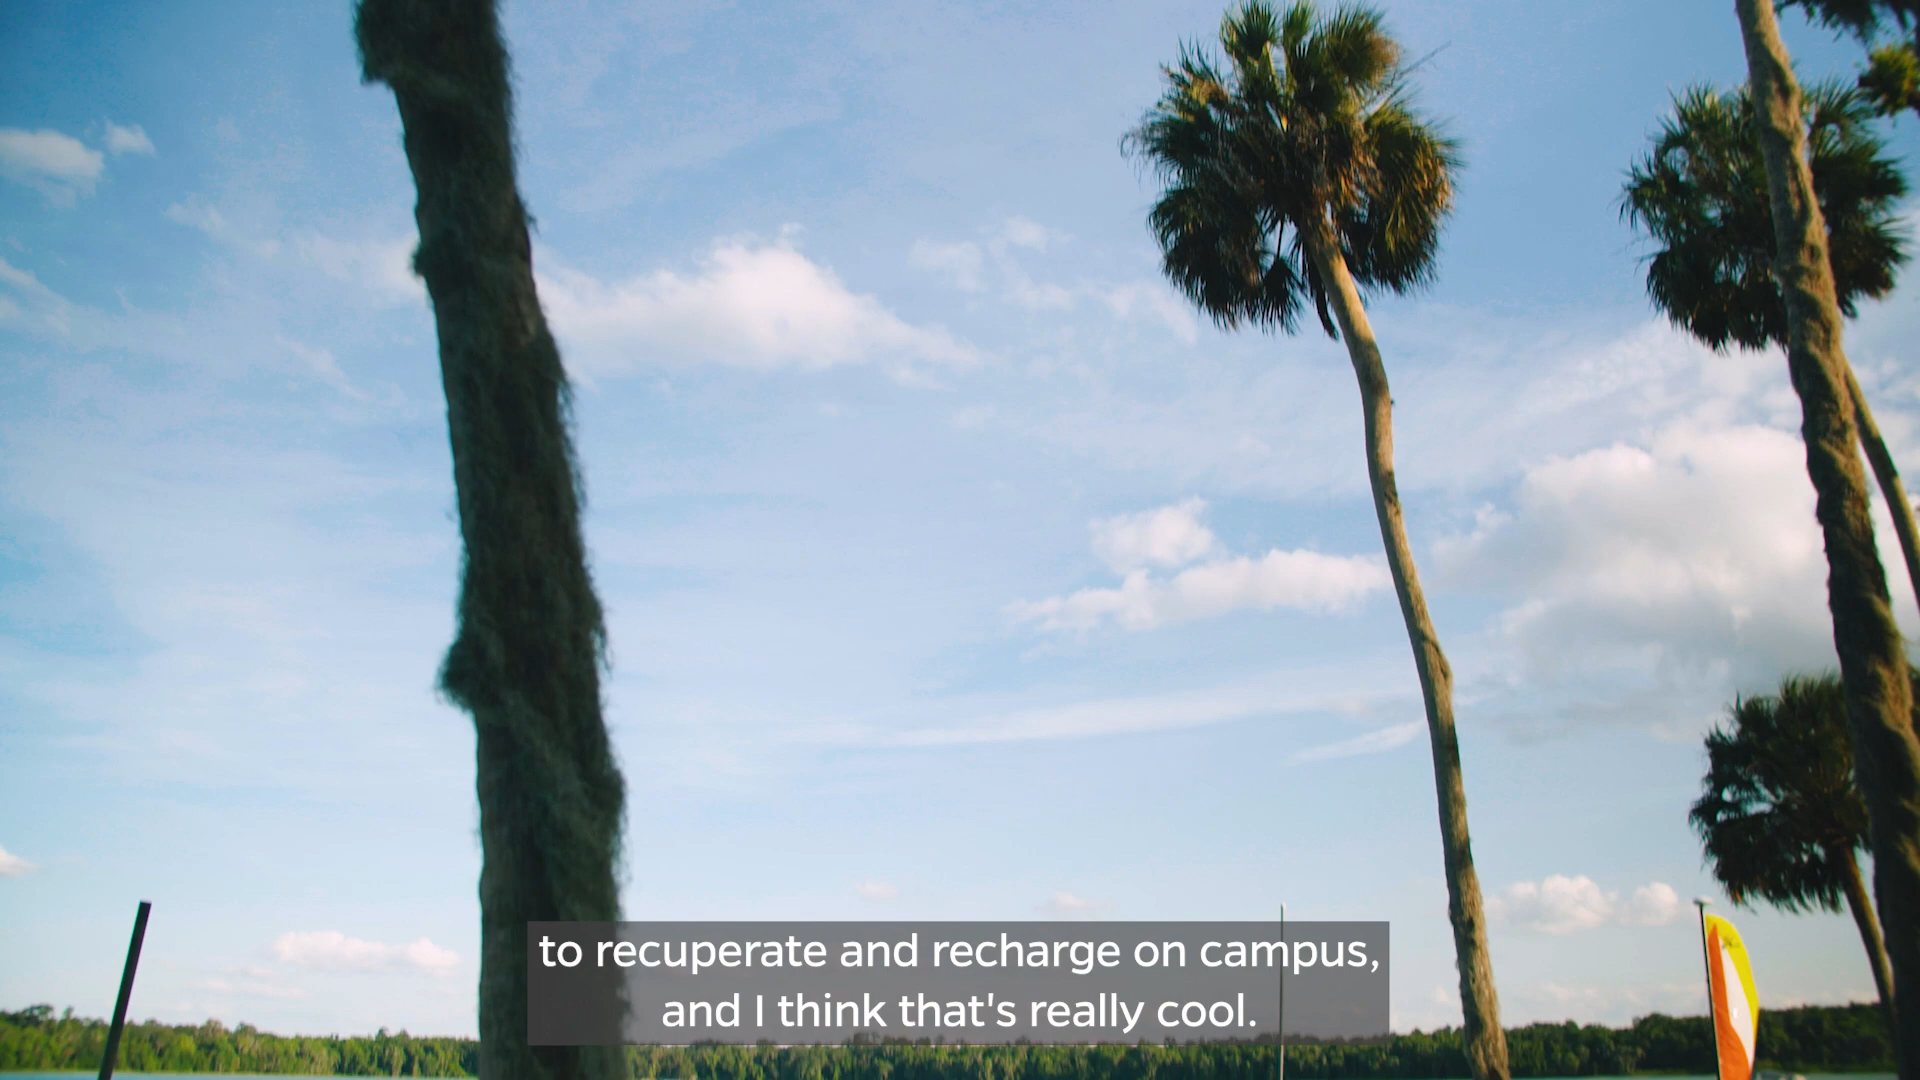 to recuperate and recharge on campus,
and I think that's really cool.